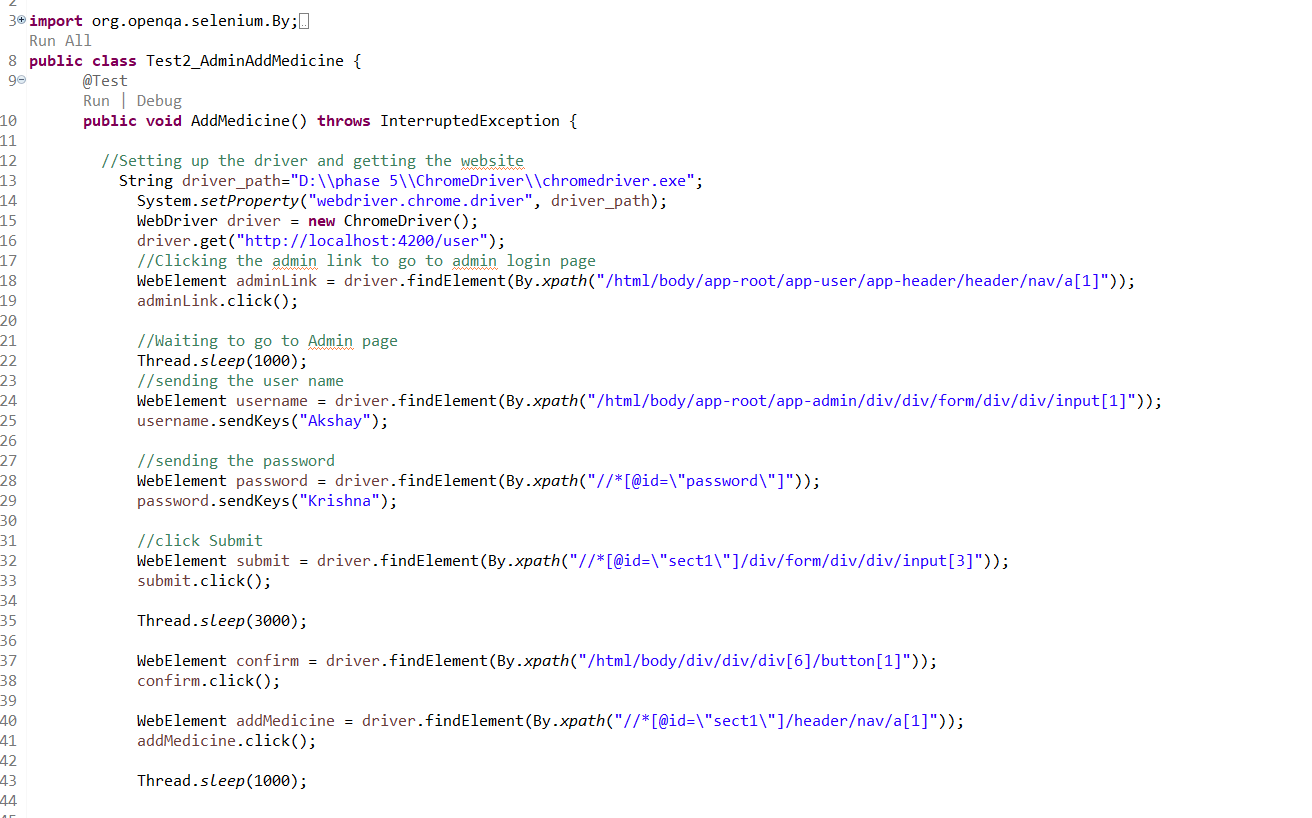 2
3 import org.openqa.selenium.By;
Run All
8 public class Test2_AdminAddMedicine {
9 @Test
Run | Debug
10 public void AddMedicine() throws InterruptedException {
11
12 //Setting up the driver and getting the website
13 String driver_path="D:\\phase 5\\ChromeDriver\\chromedriver.exe";
14 System.setProperty("webdriver.chrome.driver", driver_path);
15 WebDriver driver = new ChromeDriver();
16 driver.get("http://localhost:4200/user");
17 //Clicking the admin link to go to admin login page
18 WebElement adminLink = driver.findElement(By.xpath("/html/body/app-root/app-user/app-header/header/nav/a[1]"));
19 adminLink.click();
20
21 //Waiting to go to Admin page
22 Thread.sleep(1000);
23 //sending the user name
24 WebElement username = driver.findElement(By.xpath("/html/body/app-root/app-admin/div/div/form/div/div/input[1]"));
25 username.sendKeys("Akshay");
26
27 //sending the password
28 WebElement password = driver.findElement(By.xpath("//*[@id=\"password\"]"));
29 password.sendKeys("Krishna");
30
31 //click Submit
32 WebElement submit = driver.findElement(By.xpath("//*[@id=\"sect1\"]/div/form/div/div/input[3]"));
33 submit.click();
34
35 Thread.sleep(3000);
36
37 WebElement confirm = driver.findElement(By.xpath("/html/body/div/div/div[6]/button[1]"));
38 confirm.click();
39
40 WebElement addMedicine = driver.findElement(By.xpath("//*[@id=\"sect1\"]/header/nav/a[1]"));
41 addMedicine.click();
42
43 Thread.sleep(1000);
44